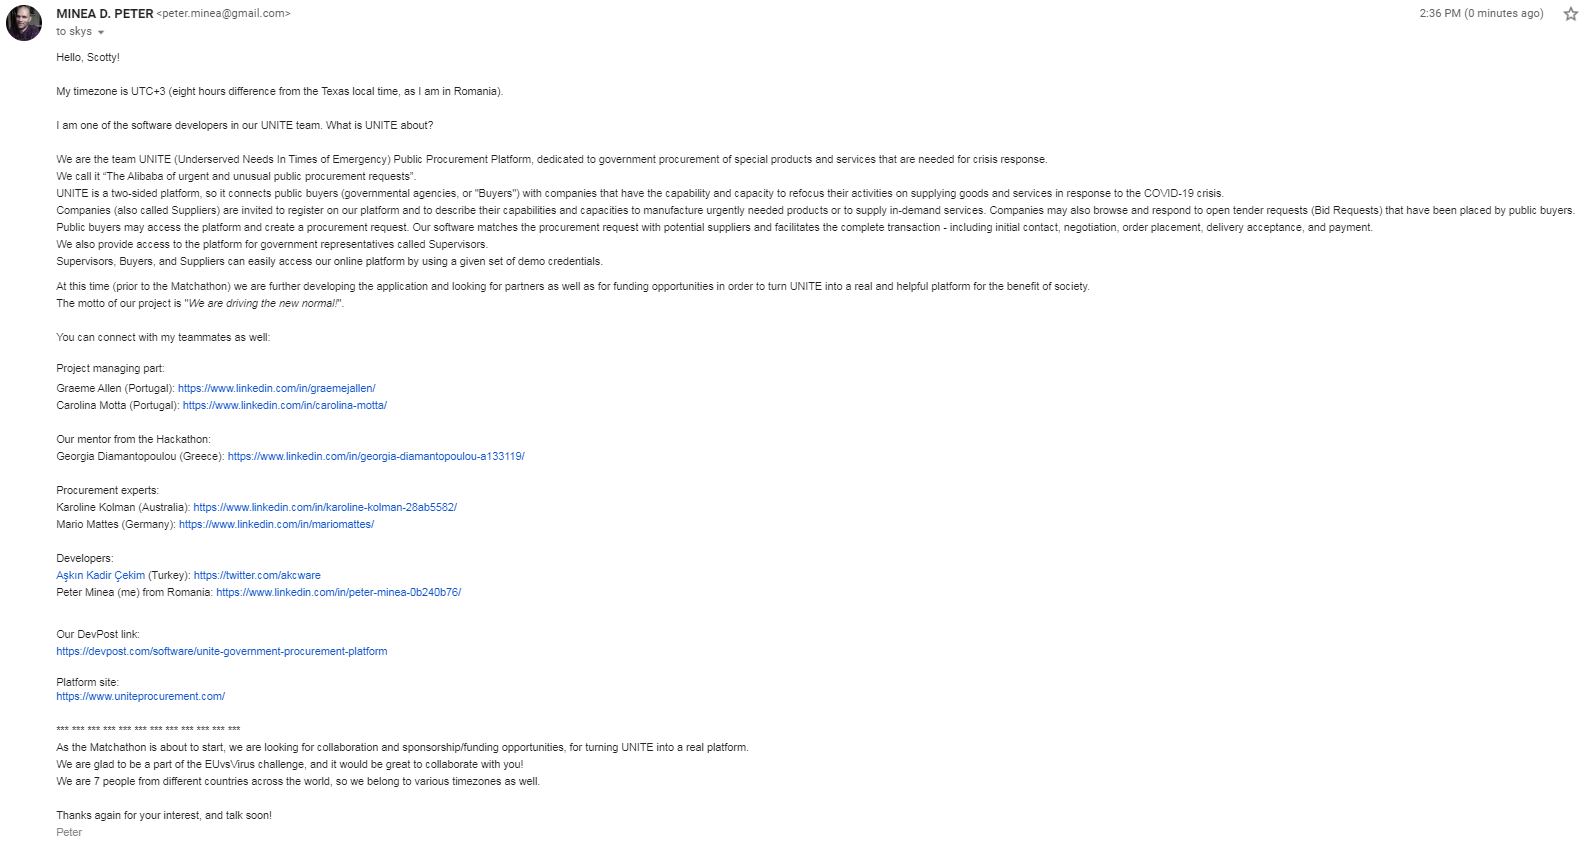 MINEA D. PETER <peter.minea@gmail.com>
2:36 PM (0 minutes ago)
to skys
Hello, Scotty!
My timezone is UTC+3 (eight hours difference from the Texas local time, as I am in Romania).
I am one of the software developers in our UNITE team. What is UNITE about?
We are the team UNITE (Underserved Needs In Times of Emergency) Public Procurement Platform, dedicated to government procurement of special products and services that are needed for crisis response.
We call it “The Alibaba of urgent and unusual public procurement requests”.
UNITE is a two-sided platform, so it connects public buyers (governmental agencies, or "Buyers") with companies that have the capability and capacity to refocus their activities on supplying goods and services in response to the COVID-19 crisis.
Companies (also called Suppliers) are invited to register on our platform and to describe their capabilities and capacities to manufacture urgently needed products or to supply in-demand services. Companies may also browse and respond to open tender requests (Bid Requests) that have been placed by public buyers.
Public buyers may access the platform and create a procurement request. Our software matches the procurement request with potential suppliers and facilitates the complete transaction - including initial contact, negotiation, order placement, delivery acceptance, and payment.
We also provide access to the platform for government representatives called Supervisors.
Supervisors, Buyers, and Suppliers can easily access our online platform by using a given set of demo credentials.
At this time (prior to the Matchathon) we are further developing the application and looking for partners as well as for funding opportunities in order to turn UNITE into a real and helpful platform for the benefit of society.
The motto of our project is "We are driving the new normal!".
You can connect with my teammates as well:
Project managing part:
Graeme Allen (Portugal): https://www.linkedin.com/in/graemejallen/
Carolina Motta (Portugal): https://www.linkedin.com/in/carolina-motta/
Our mentor from the Hackathon:
Georgia Diamantopoulou (Greece): https://www.linkedin.com/in/georgia-diamantopoulou-a133119/
Procurement experts:
Karoline Kolman (Australia): https://www.linkedin.com/in/karoline-kolman-28ab5582/
Mario Mattes (Germany): https://www.linkedin.com/in/mariomattes/
Developers:
Aşkın Kadir Çekim (Turkey): https://twitter.com/akcware
Peter Minea (me) from Romania: https://www.linkedin.com/in/peter-minea-0b240b76/
Our DevPost link:
https://devpost.com/software/unite-government-procurement-platform
Platform site:
https://www.uniteprocurement.com/
*** *** *** *** *** *** *** *** *** *** *** ***
As the Matchathon is about to start, we are looking for collaboration and sponsorship/funding opportunities, for turning UNITE into a real platform.
We are glad to be a part of the EUvsVirus challenge, and it would be great to collaborate with you!
We are 7 people from different countries across the world, so we belong to various timezones as well.
Thanks again for your interest, and talk soon!
Peter